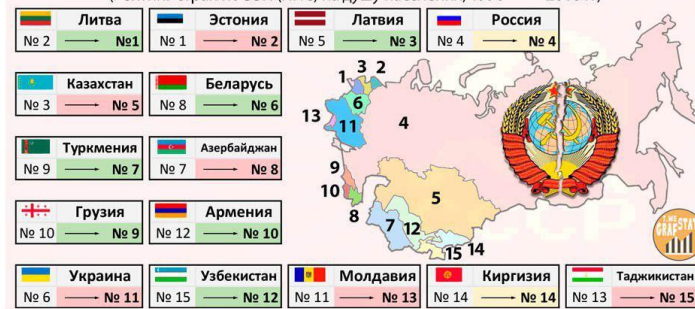 Литва
№ 2 → №1
Эстония
№ 1 → № 2
Латвия
№ 5 → № 3
Россия
№ 4 → № 4
Казахстан
№ 3 → № 5
Беларусь
№ 8 → № 6
Туркмения
№ 9 → № 7
Азербайджан
№ 7 → № 8
Грузия
№ 10 → № 9
Армения
№ 12 → № 10
Украина
№ 6 → № 11
Узбекистан
№ 15 → № 12
Молдавия
№ 11 → № 13
Киргизия
№ 14 → № 14
Таджикистан
№ 13 → № 15
1
3
2
6
13
11
4
9
10
8
5
7
12
15
14
СССР
T.ME
GRAFSTAT